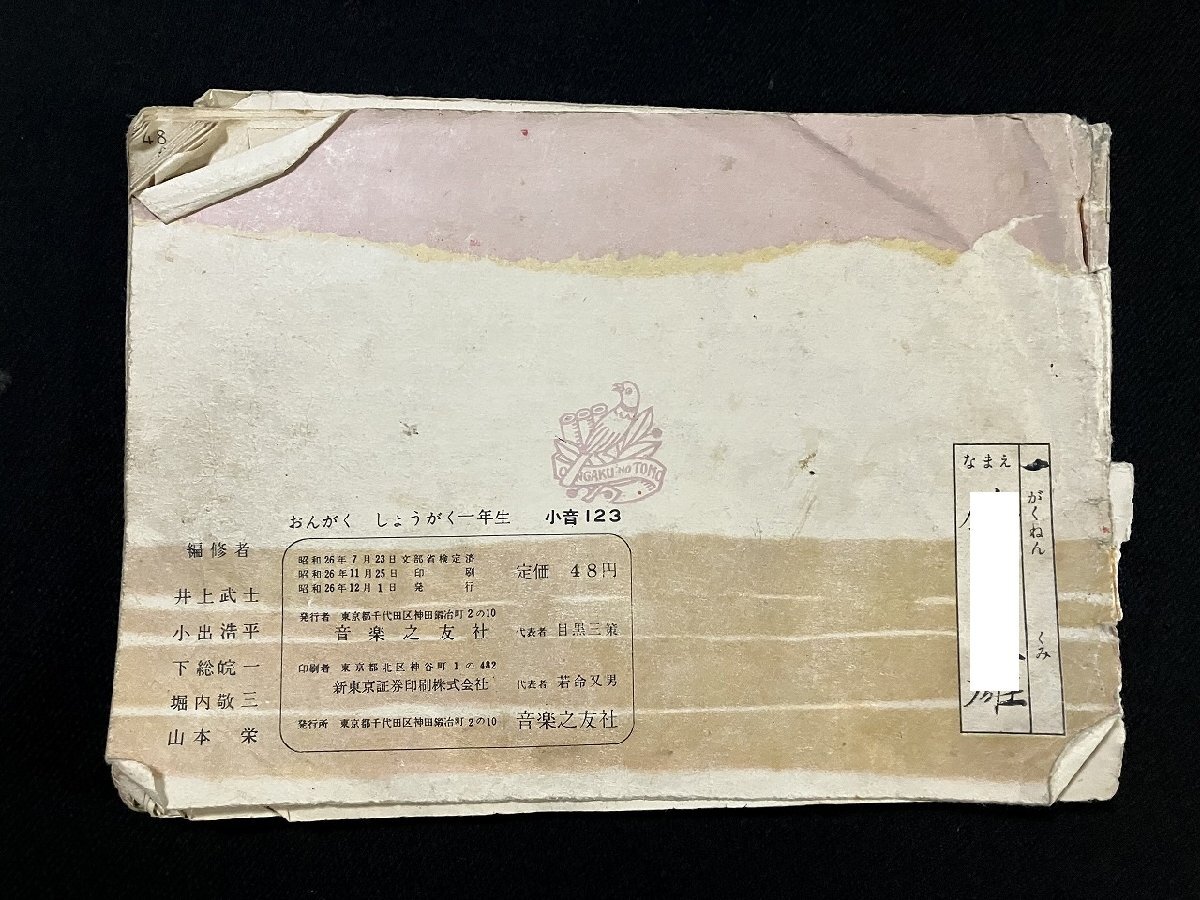 48
ONGAKU NO TOMO
おんがく しょうがく一年生 小音123
編修者
井上武士
小出浩平
下総皖一
堀内敬三
山本 栄
昭和26年7月23日文部省検定済
昭和26年11月25日 印 刷
昭和26年12月1日 発 行
定価 48円
発行者 東京都千代田区神田鍛冶町2の10
音楽之友社 代表者 目黒三策
印刷者 東京都北区神谷町1の482
新東京証券印刷株式会社 代表者 若命又男
発行所 東京都千代田区神田鍛冶町2の10 音楽之友社
一 がくねん くみ
なまえ